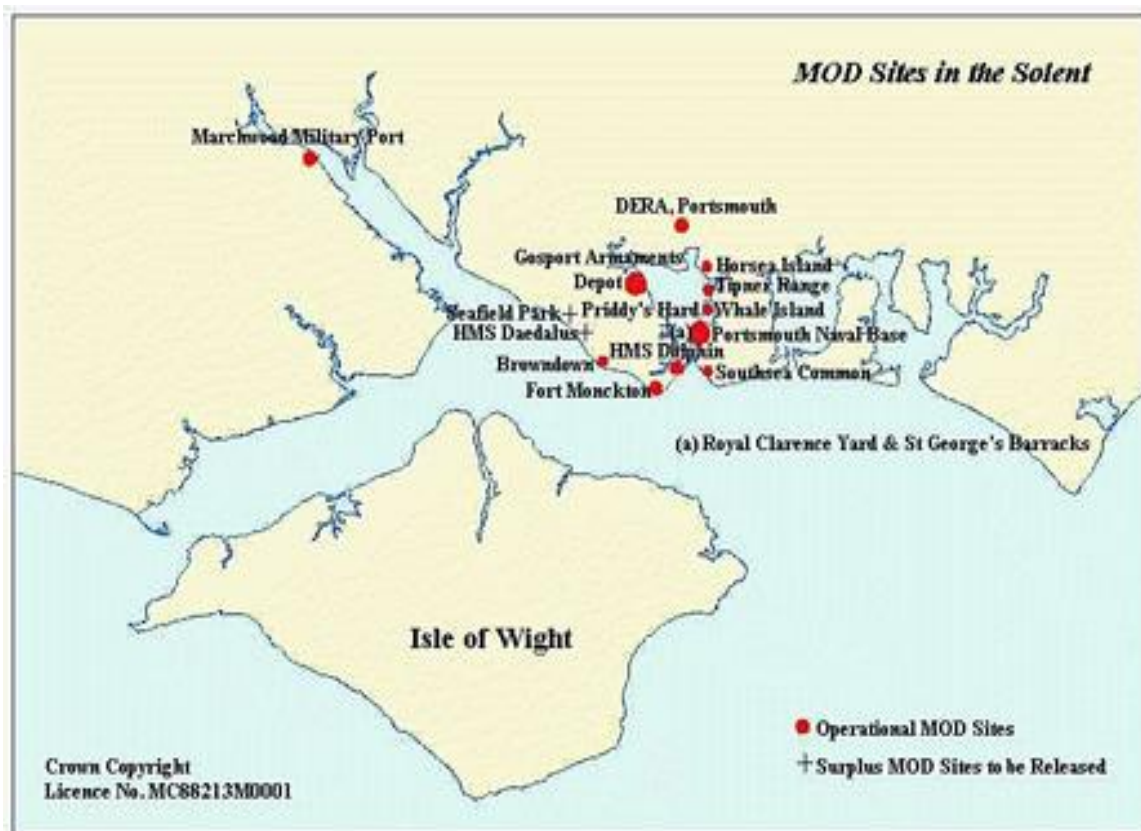 MOD Sites in the Solent
Marchwood Military Port
DERA, Portsmouth
Gosport Armaments
Depot
Horsea Island
Tipner Range
Seafield Park
Priddy's Hard
Whale Island
HMS Daedalus
(a)
Portsmouth Naval Base
HMS Dolphin
Browndown
Southsea Common
Fort Monckton
(a) Royal Clarence Yard & St George's Barracks
Isle of Wight
Operational MOD Sites
Surplus MOD Sites to be Released
Crown Copyright
Licence No. MC88213M0001